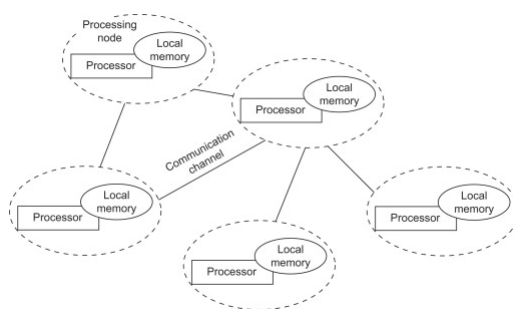 Processing
node
Local
memory
Processor
Local
memory
Processor
Communication
channel
Local
memory
Processor
Local
memory
Processor
Local
memory
Processor